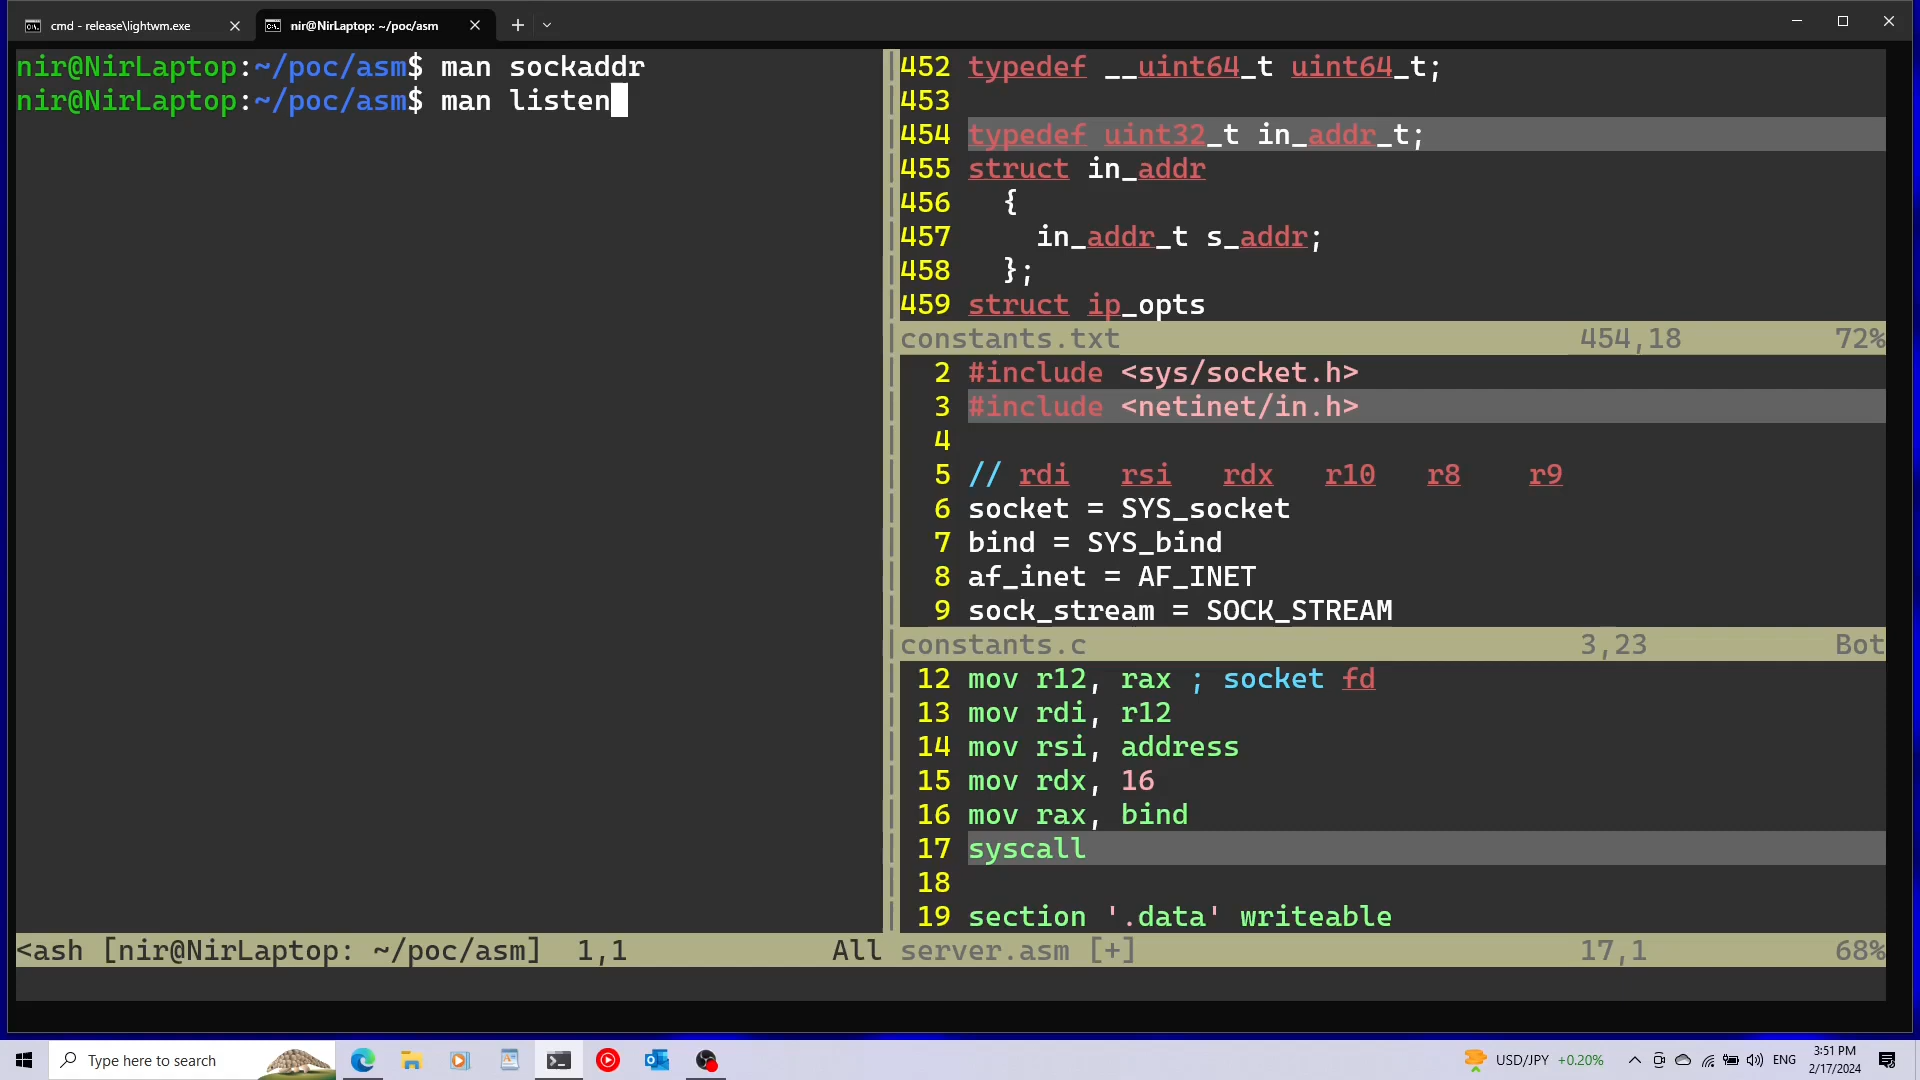 cmd - release\lightwm.exe
nir@NirLaptop: ~/poc/asm
nir@NirLaptop:~/poc/asm$ man sockaddr
nir@NirLaptop:~/poc/asm$ man listen
<ash [nir@NirLaptop: ~/poc/asm]  1,1  All
452 typedef __uint64_t uint64_t;
453
454 typedef uint32_t in_addr_t;
455 struct in_addr
456   {
457     in_addr_t s_addr;
458   };
459 struct ip_opts
constants.txt  454,18  72%
2 #include <sys/socket.h>
3 #include <netinet/in.h>
4
5 // rdi   rsi   rdx   r10   r8    r9
6 socket = SYS_socket
7 bind = SYS_bind
8 af_inet = AF_INET
9 sock_stream = SOCK_STREAM
constants.c  3,23  Bot
12 mov r12, rax ; socket fd
13 mov rdi, r12
14 mov rsi, address
15 mov rdx, 16
16 mov rax, bind
17 syscall
18
19 section '.data' writeable
server.asm [+]  17,1  68%
Type here to search
USD/JPY +0.20%
ENG
3:51 PM
2/17/2024